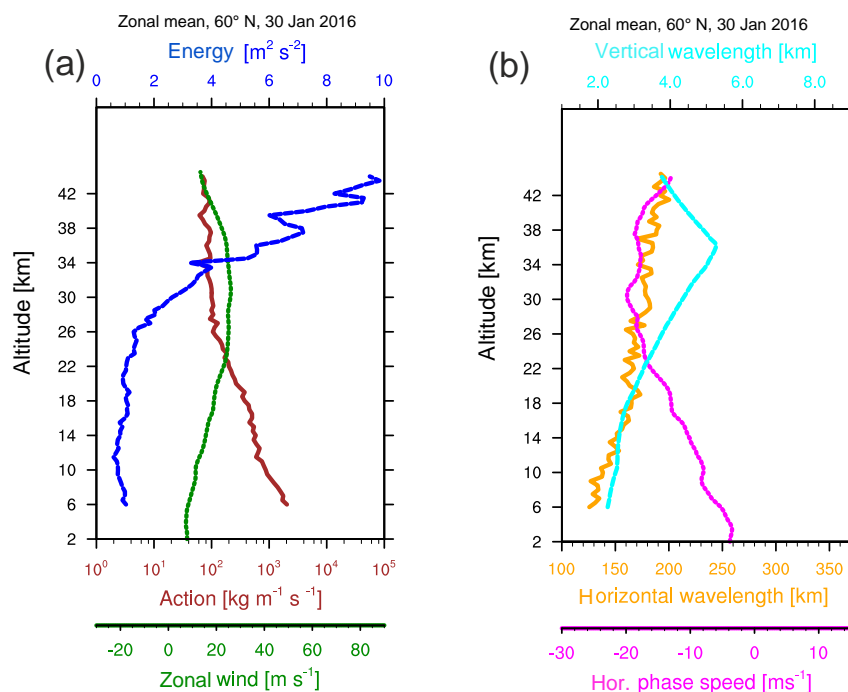 Zonal mean, 60° N, 30 Jan 2016
Energy [m² s⁻²]
(a)
0 2 4 6 8 10
42
38
34
30
26
22
18
14
10
6
2
Altitude [km]
10⁰ 10¹ 10² 10³ 10⁴ 10⁵
Action [kg m⁻¹ s⁻¹]
-20 0 20 40 60 80
Zonal wind [m s⁻¹]
Zonal mean, 60° N, 30 Jan 2016
Vertical wavelength [km]
(b)
2.0 4.0 6.0 8.0
42
38
34
30
26
22
18
14
10
6
2
Altitude [km]
100 150 200 250 300 350
Horizontal wavelength [km]
-30 -20 -10 0 10
Hor. phase speed [ms⁻¹]